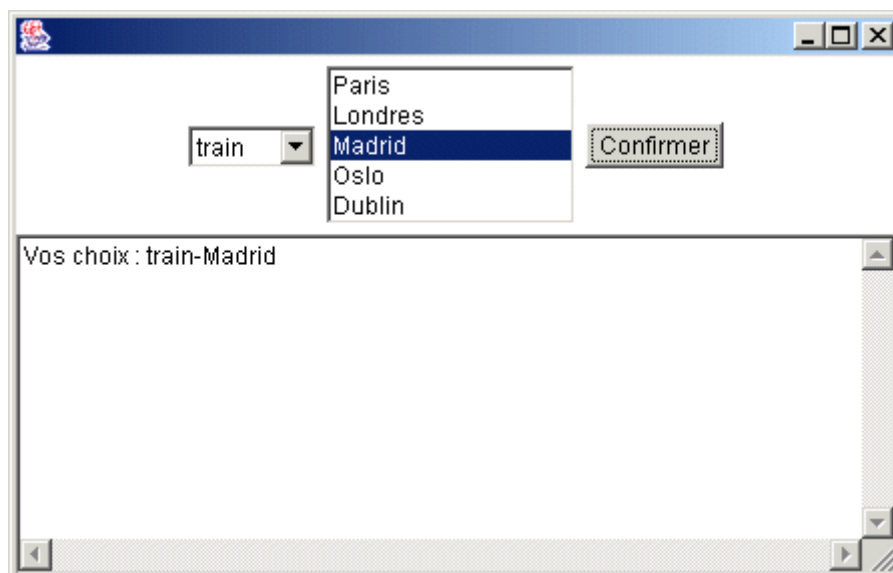 Paris
Londres
train
Madrid
Confirmer
Oslo
Dublin
Vos choix : train-Madrid